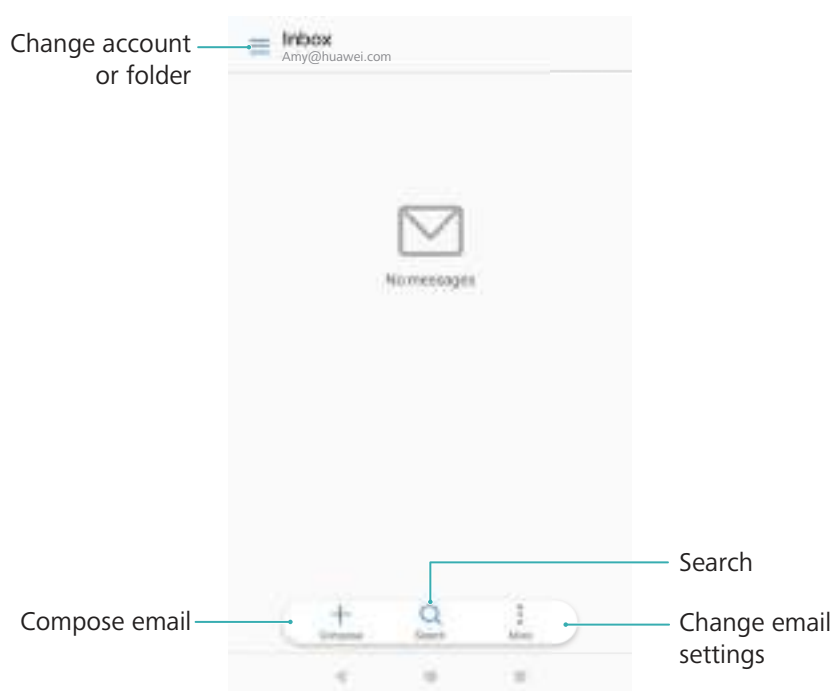 Change account
or folder
Inbox
Amy@huawei.com
No messages
Search
Compose email
Compose
Search
More
Change email
settings